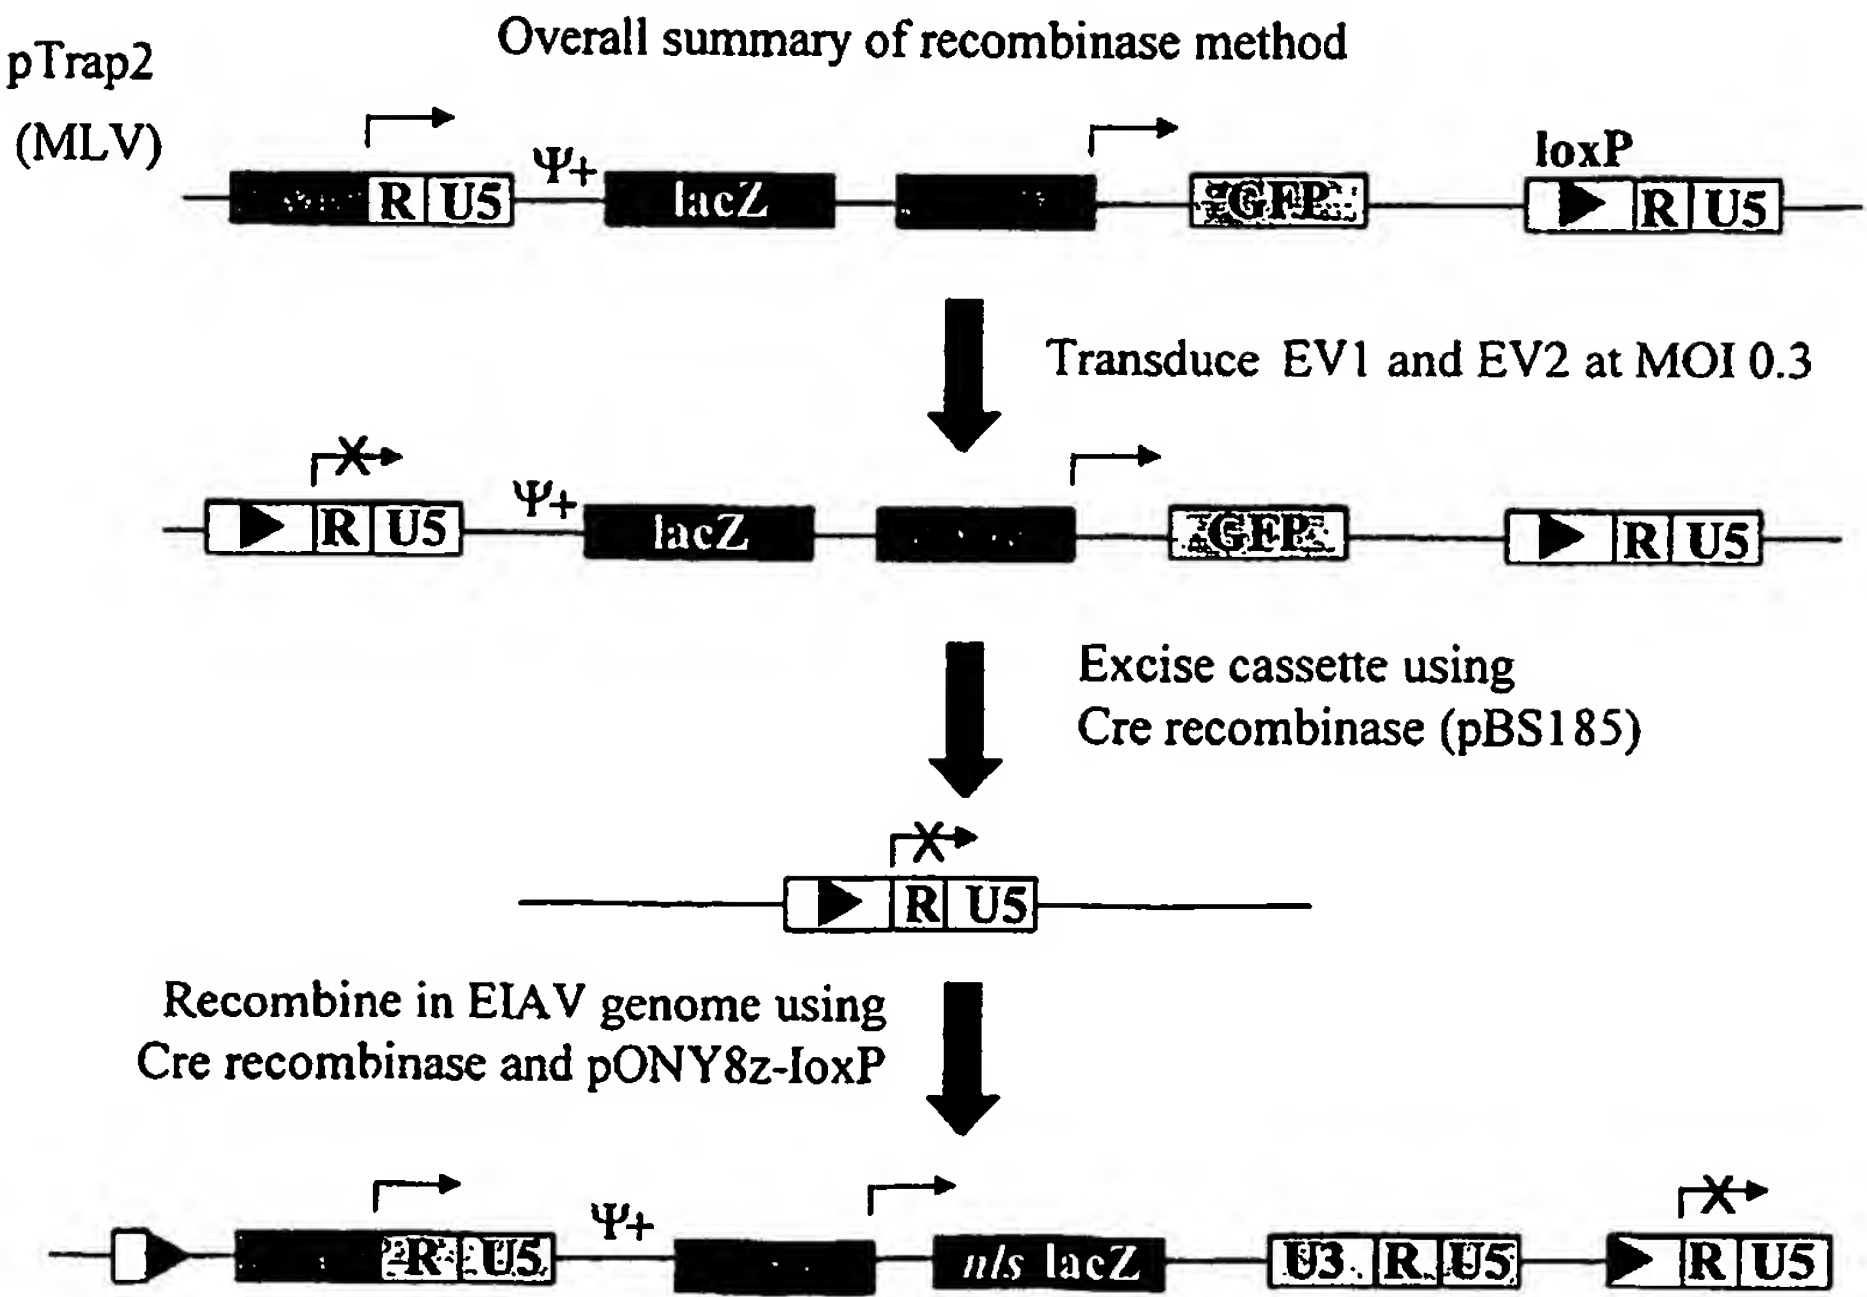 Overall summary of recombinase method
pTrap2
(MLV)
Ψ+
loxP
R U5 lacZ GFP R U5
Transduce EV1 and EV2 at MOI 0.3
X
Ψ+
R U5 lacZ GFP R U5
Excise cassette using
Cre recombinase (pBS185)
X
R U5
Recombine in EIAV genome using
Cre recombinase and pONY8z-loxP
Ψ+
X
R U5 nls lacZ U3 R U5 R U5